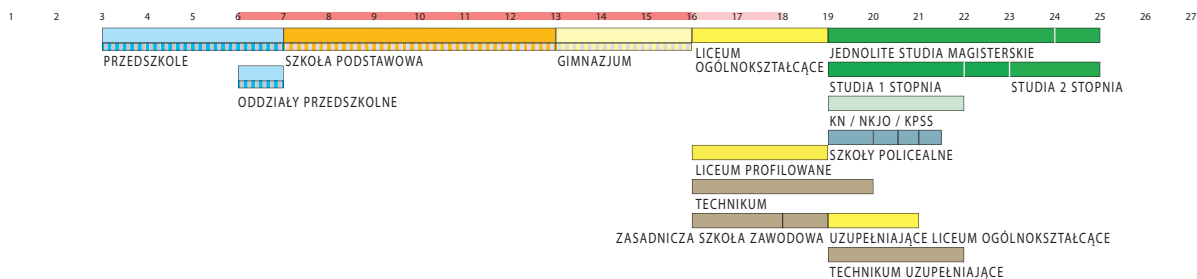 1 2 3 4 5 6 7 8 9 10 11 12 13 14 15 16 17 18 19 20 21 22 23 24 25 26 27
PRZEDSZKOLE SZKOŁA PODSTAWOWA GIMNAZJUM LICEUM OGÓLNOKSZTAŁCĄCE JEDNOLITE STUDIA MAGISTERSKIE
ODDZIAŁY PRZEDSZKOLNE STUDIA 1 STOPNIA STUDIA 2 STOPNIA
KN / NKJO / KPSS
SZKOŁY POLICEALNE
LICEUM PROFILOWANE
TECHNIKUM
ZASADNICZA SZKOŁA ZAWODOWA UZUPEŁNIAJĄCE LICEUM OGÓLNOKSZTAŁCĄCE
TECHNIKUM UZUPEŁNIAJĄCE